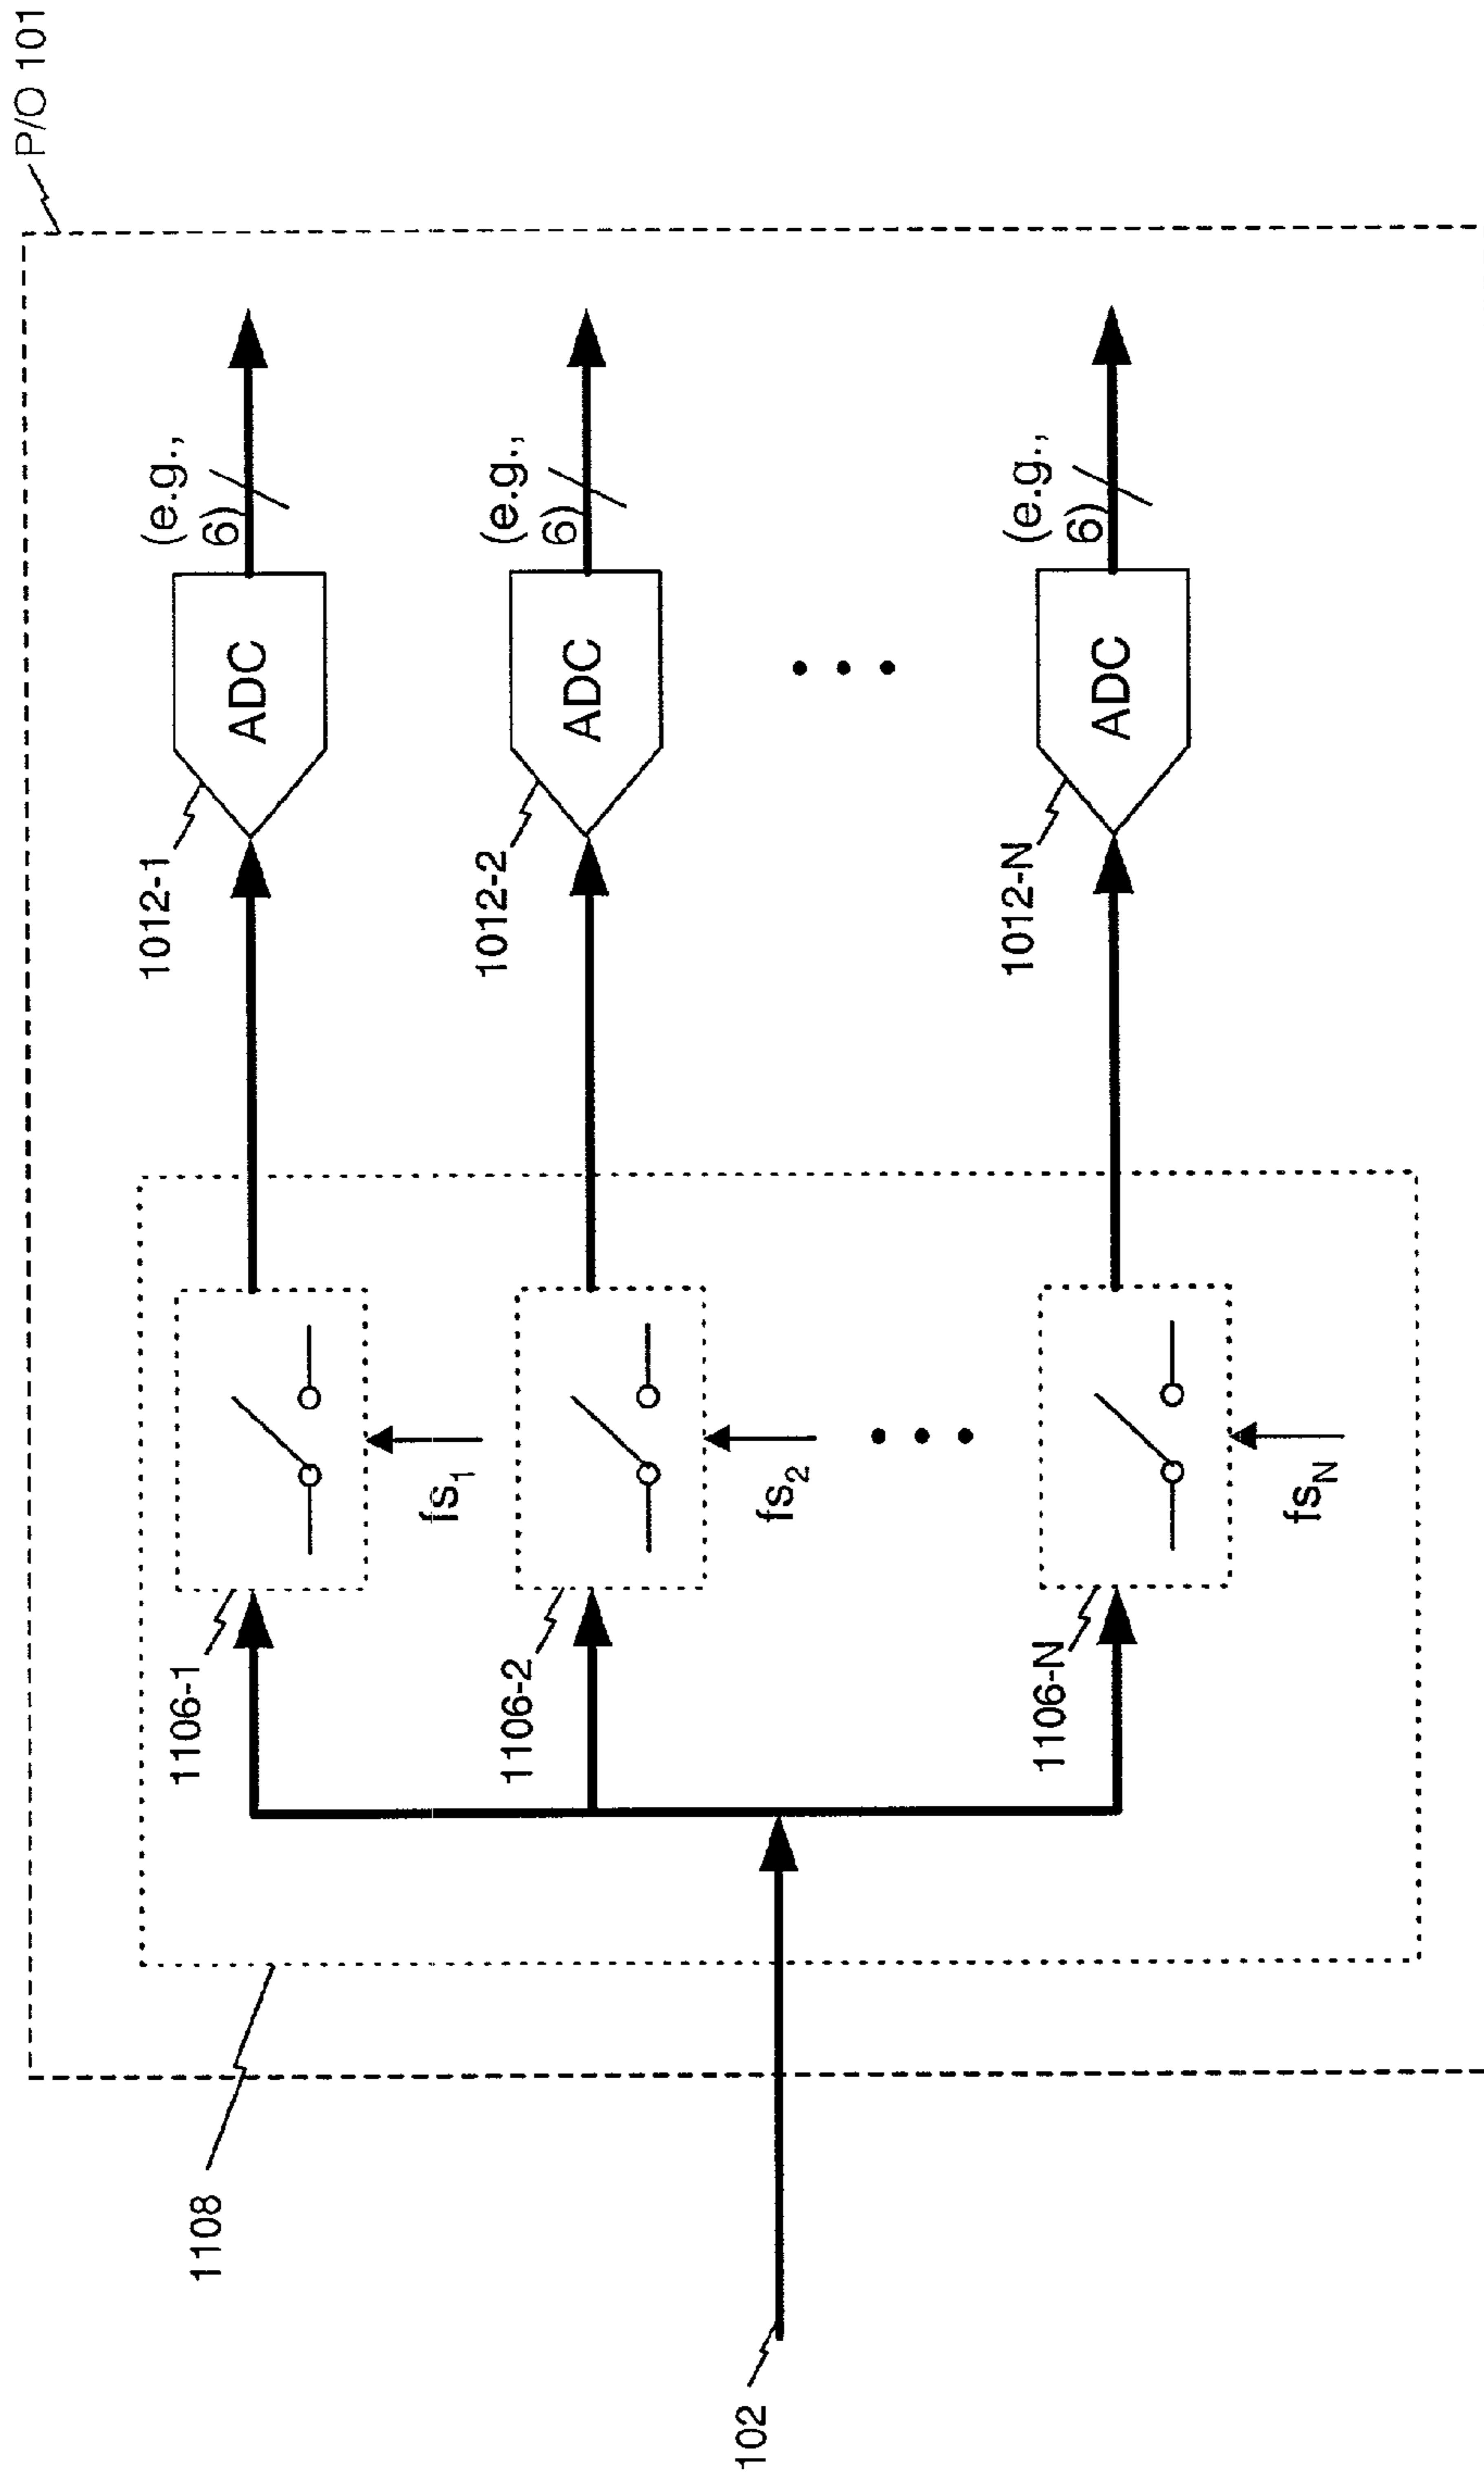 P/O 101
(e.g.,
6)
ADC
1012-1
(e.g.,
6)
ADC
1012-2
(e.g.,
6)
ADC
1012-N
1106-1
fs1
1106-2
fs2
1106-N
fsN
1108
102